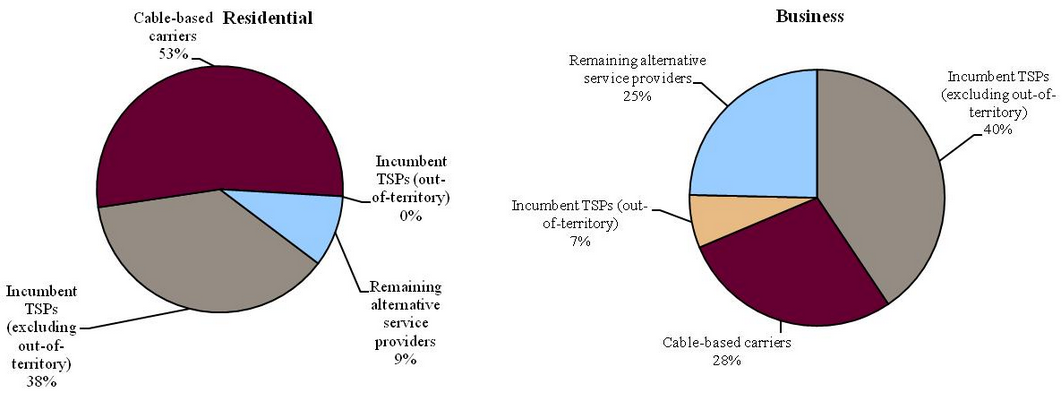 Residential
Cable-based
carriers
53%
Incumbent
TSPs (out-
of-territory)
0%
Remaining
alternative
service
providers
9%
Incumbent
TSPs
(excluding
out-of-
territory)
38%
Business
Remaining alternative
service providers
25%
Incumbent TSPs
(excluding out-of-
territory)
40%
Incumbent TSPs (out-
of-territory)
7%
Cable-based carriers
28%